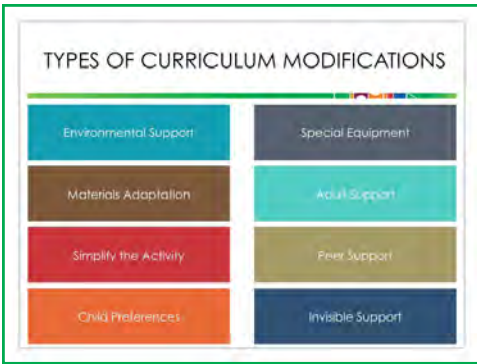 TYPES OF CURRICULUM MODIFICATIONS
Environmental Support
Special Equipment
Materials Adaptation
Adult Support
Simplify the Activity
Peer Support
Child Preferences
Invisible Support